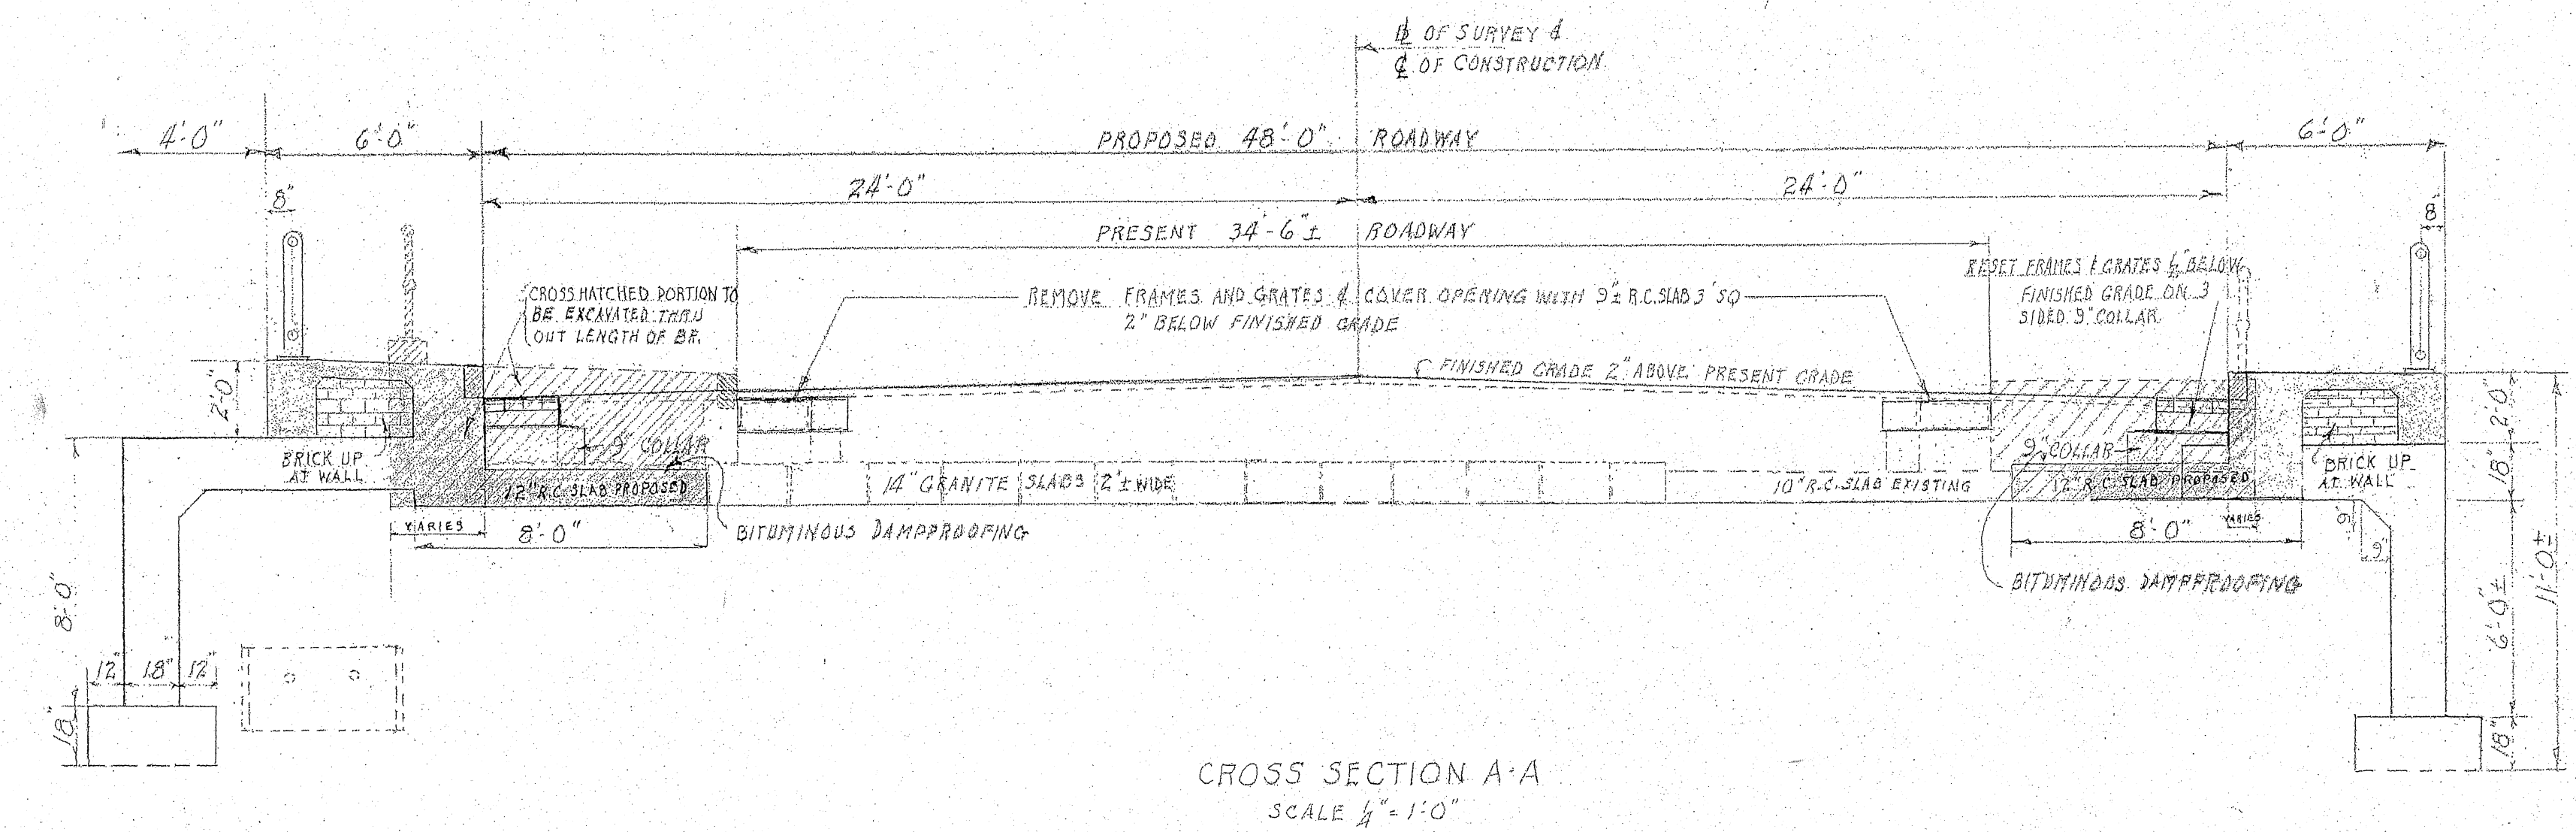 ⅊ OF SURVEY &
℄ OF CONSTRUCTION
4'-0"
6'-0"
PROPOSED 48'-0" ROADWAY
6'-0"
24'-0"
24'-0"
8"
PRESENT 34'-6"± ROADWAY
8"
CROSS HATCHED PORTION TO
BE EXCAVATED THRU
OUT LENGTH OF BR.
REMOVE FRAMES AND GRATES & COVER OPENING WITH 9"± R.C. SLAB 3' SQ
2" BELOW FINISHED GRADE
RESET FRAMES & GRATES ½" BELOW
FINISHED GRADE ON 3
SIDED 9" COLLAR
FINISHED GRADE 2" ABOVE PRESENT GRADE
2'-0"
2'-0"
BRICK UP
AT WALL
9" COLLAR
9" COLLAR
BRICK UP
AT WALL
12" R.C. SLAB PROPOSED
14" GRANITE SLABS 2'± WIDE
10" R.C. SLAB EXISTING
12" R.C. SLAB PROPOSED
18"
VARIES
8'-0"
BITUMINOUS DAMPPROOFING
8'-0"
VARIES
9"
9"
BITUMINOUS DAMPPROOFING
8'-0"
6'-0"±
11'-0"±
12"
18"
12"
18"
18"
CROSS SECTION A-A
SCALE ¼" = 1'-0"